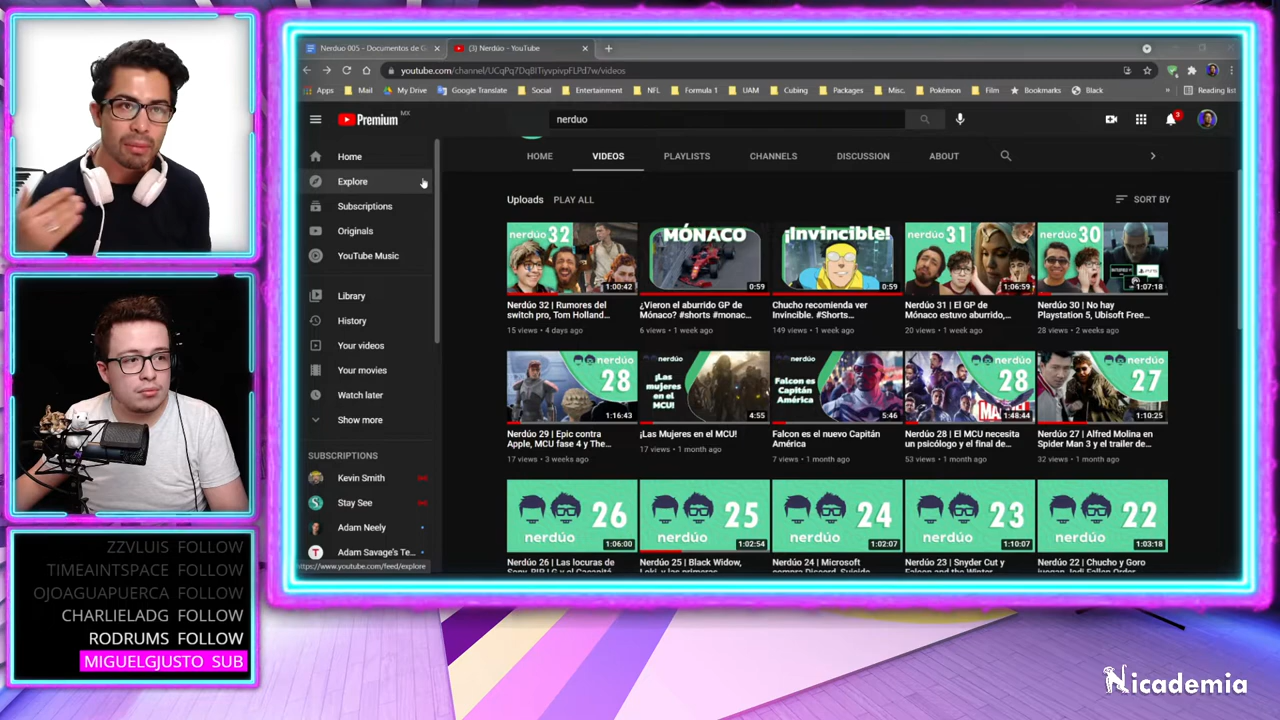 Nerduo 005 - Documentos de G
(3) Nerdúo - YouTube
youtube.com/channel/UCqPq7DqBITiyvpivpFLPd7w/videos
Apps
Mail
My Drive
Google Translate
Social
Entertainment
NFL
Formula 1
UAM
Cubing
Packages
Misc.
Pokémon
Film
Bookmarks
Black
»
Reading list
Premium MX
nerduo
3
Home
Explore
Subscriptions
Originals
YouTube Music
Library
History
Your videos
Your movies
Watch later
Show more
SUBSCRIPTIONS
Kevin Smith
Stay See
Adam Neely
Adam Savage's Te...
https://www.youtube.com/feed/explore
HOME
VIDEOS
PLAYLISTS
CHANNELS
DISCUSSION
ABOUT
Uploads PLAY ALL
SORT BY
nerdúo 32
1:00:42
Nerdúo 32 | Rumores del
switch pro, Tom Holland...
15 views • 4 days ago
MÓNACO
0:59
¿Vieron el aburrido GP de
Mónaco? #shorts #monac...
6 views • 1 week ago
¡Invincible!
0:59
Chucho recomienda ver
Invincible. #Shorts...
149 views • 1 week ago
nerdúo 31
1:06:59
Nerdúo 31 | El GP de
Mónaco estuvo aburrido,...
20 views • 1 week ago
nerdúo 30
1:07:18
Nerdúo 30 | No hay
Playstation 5, Ubisoft Free...
28 views • 2 weeks ago
nerdúo
28
1:16:43
Nerdúo 29 | Epic contra
Apple, MCU fase 4 y The...
17 views • 3 weeks ago
nerdúo
¡Las
mujeres
en el
MCU!
4:55
¡Las Mujeres en el MCU!
17 views • 1 month ago
nerdúo
Falcon es
Capitán
América
5:46
Falcon es el nuevo Capitán
América
7 views • 1 month ago
nerdúo
28
MARVEL
1:48:44
Nerdúo 28 | El MCU necesita
un psicólogo y el final de...
53 views • 1 month ago
nerdúo
27
1:10:25
Nerdúo 27 | Alfred Molina en
Spider Man 3 y el trailer de...
32 views • 1 month ago
26
nerdúo
1:06:00
Nerdúo 26 | Las locuras de
25
nerdúo
1:02:54
Nerdúo 25 | Black Widow,
24
nerdúo
1:02:07
Nerdúo 24 | Microsoft
23
nerdúo
1:10:07
Nerdúo 23 | Snyder Cut y
22
nerdúo
1:03:18
Nerdúo 22 | Chucho y Goro
ZZVLUIS FOLLOW
TIMEAINTSPACE FOLLOW
OJOAGUAPUERCA FOLLOW
CHARLIELADG FOLLOW
RODRUMS FOLLOW
MIGUELGJUSTO SUB
Nicademia